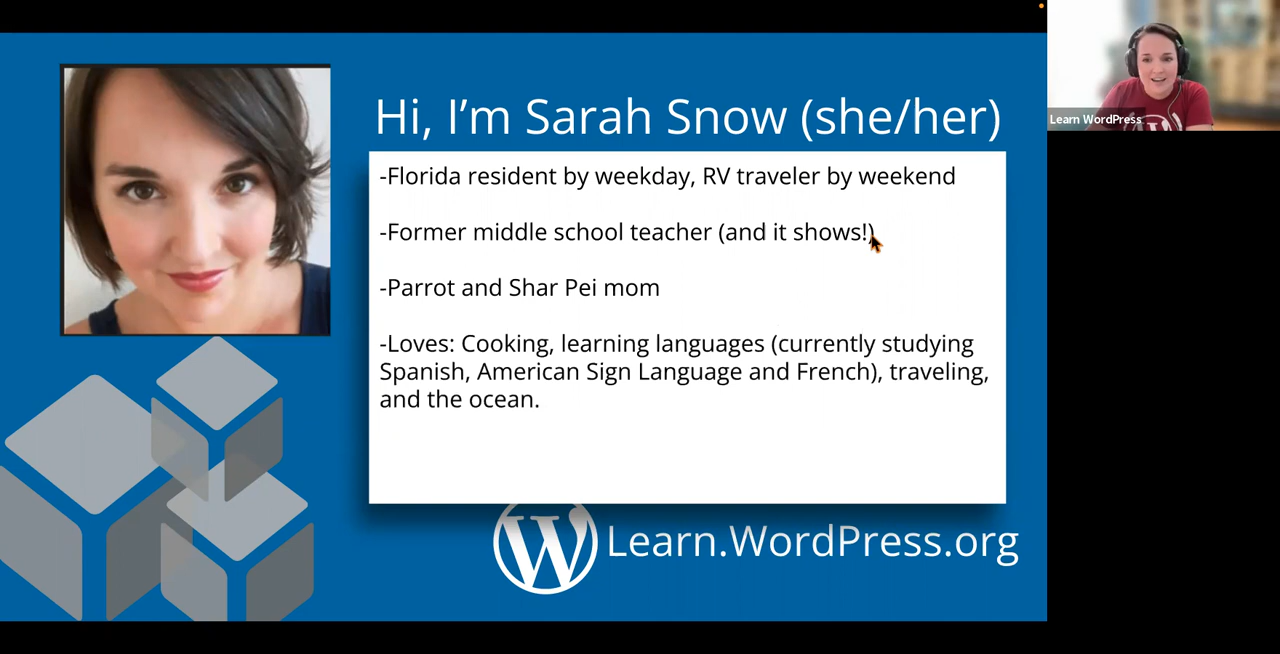 Hi, I’m Sarah Snow (she/her)
-Florida resident by weekday, RV traveler by weekend
-Former middle school teacher (and it shows!)
-Parrot and Shar Pei mom
-Loves: Cooking, learning languages (currently studying
Spanish, American Sign Language and French), traveling,
and the ocean.
Learn.WordPress.org
Learn WordPress